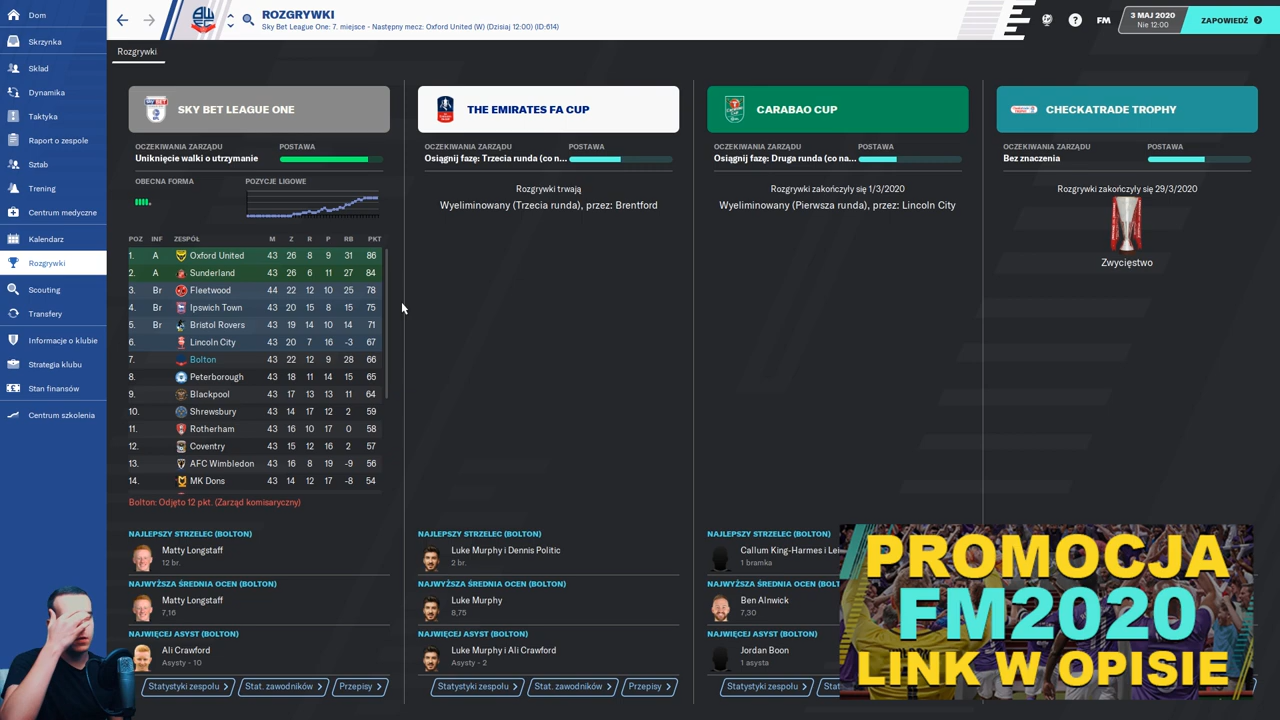 Dom
Skrzynka
Skład
Dynamika
Taktyka
Raport o zespole
Sztab
Trening
Centrum medyczne
Kalendarz
Rozgrywki
Scouting
Transfery
Informacje o klubie
Strategia klubu
Stan finansów
Centrum szkolenia
ROZGRYWKI
Sky Bet League One: 7. miejsce - Następny mecz: Oxford United (W) (Dzisiaj 12:00) (ID:614)
FM
3 MAJ 2020
Nie 12:00
ZAPOWIEDŹ
Rozgrywki
SKY BET LEAGUE ONE
OCZEKIWANIA ZARZĄDU POSTAWA
Uniknięcie walki o utrzymanie
OBECNA FORMA POZYCJE LIGOWE
POZ INF ZESPÓŁ M Z R P RB PKT
1. A Oxford United 43 26 8 9 31 86
2. A Sunderland 43 26 6 11 27 84
3. Br Fleetwood 44 22 12 10 25 78
4. Br Ipswich Town 43 20 15 8 15 75
5. Br Bristol Rovers 43 19 14 10 14 71
6. Lincoln City 43 20 7 16 -3 67
7. Bolton 43 22 12 9 28 66
8. Peterborough 43 18 11 14 15 65
9. Blackpool 43 17 13 13 11 64
10. Shrewsbury 43 14 17 12 2 59
11. Rotherham 43 16 10 17 0 58
12. Coventry 43 15 12 16 2 57
13. AFC Wimbledon 43 16 8 19 -9 56
14. MK Dons 43 14 12 17 -8 54
Bolton: Odjęto 12 pkt. (Zarząd komisaryczny)
NAJLEPSZY STRZELEC (BOLTON)
Matty Longstaff
12 br.
NAJWYŻSZA ŚREDNIA OCEN (BOLTON)
Matty Longstaff
7,16
NAJWIĘCEJ ASYST (BOLTON)
Ali Crawford
Asysty - 10
Statystyki zespołu Stat. zawodników Przepisy
THE EMIRATES FA CUP
OCZEKIWANIA ZARZĄDU POSTAWA
Osiągnij fazę: Trzecia runda (co n...
Rozgrywki trwają
Wyeliminowany (Trzecia runda), przez: Brentford
NAJLEPSZY STRZELEC (BOLTON)
Luke Murphy i Dennis Politic
2 br.
NAJWYŻSZA ŚREDNIA OCEN (BOLTON)
Luke Murphy
8,75
NAJWIĘCEJ ASYST (BOLTON)
Luke Murphy i Ali Crawford
Asysty - 2
Statystyki zespołu Stat. zawodników Przepisy
CARABAO CUP
OCZEKIWANIA ZARZĄDU POSTAWA
Osiągnij fazę: Druga runda (co na...
Rozgrywki zakończyły się 1/3/2020
Wyeliminowany (Pierwsza runda), przez: Lincoln City
NAJLEPSZY STRZELEC (BOLTON)
Callum King-Harmes i Lei
1 bramka
NAJWYŻSZA ŚREDNIA OCEN (BOLT
Ben Alnwick
7,30
NAJWIĘCEJ ASYST (BOLTON)
Jordan Boon
1 asysta
Statystyki zespołu Stat
CHECKATRADE TROPHY
OCZEKIWANIA ZARZĄDU POSTAWA
Bez znaczenia
Rozgrywki zakończyły się 29/3/2020
Zwycięstwo
PROMOCJA
FM2020
LINK W OPISIE